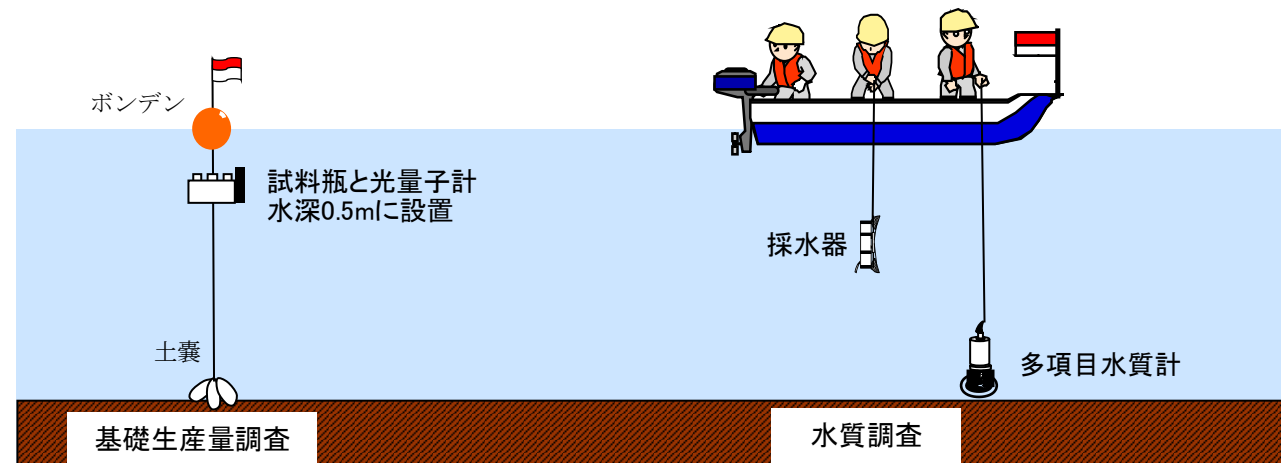 ボンデン
試料瓶と光量子計
水深0.5mに設置
土嚢
基礎生産量調査
採水器
多項目水質計
水質調査